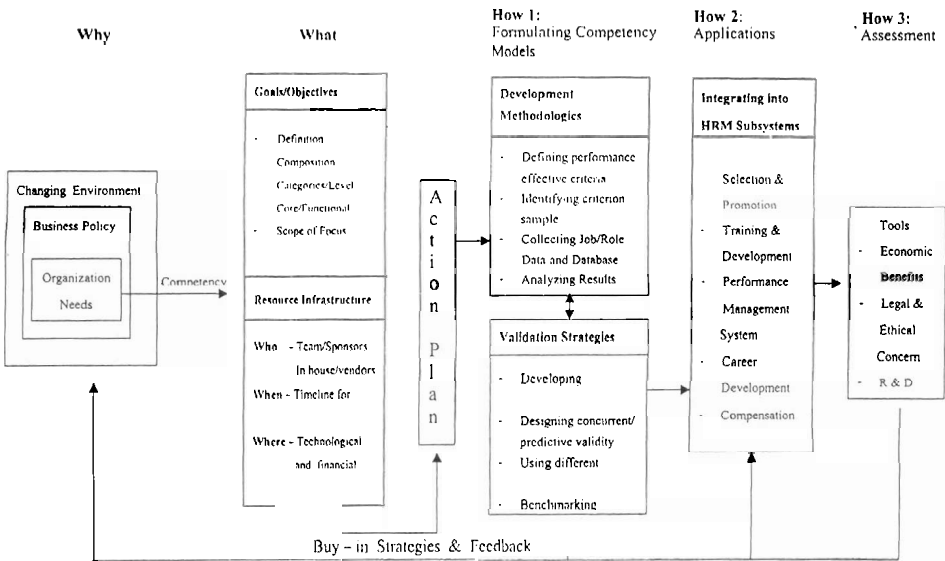 Why
What
How 1:
Formulating Competency
Models
How 2:
Applications
How 3:
Assessment
Changing Environment
Business Policy
Organization
Needs
Competency
Goals/Objectives
- Definition
Composition
Categories/Level
Core/Functional
- Scope of Focus
Resource Infrastructure
Who - Team/Sponsors
In house/vendors
When - Timeline for
Where - Technological
and financial
Action Plan
Development
Methodologies
- Defining performance
effective criteria
- Identifying criterion
sample
- Collecting Job/Role
Data and Database
- Analyzing Results
Validation Strategies
- Developing
- Designing concurrent/
predictive validity
- Using different
- Benchmarking
Integrating into
HRM Subsystems
Selection &
Promotion
- Training &
Development
- Performance
Management
System
- Career
Development
- Compensation
Tools
- Economic
Benefits
- Legal &
Ethical
Concern
- R & D
Buy - in Strategies & Feedback